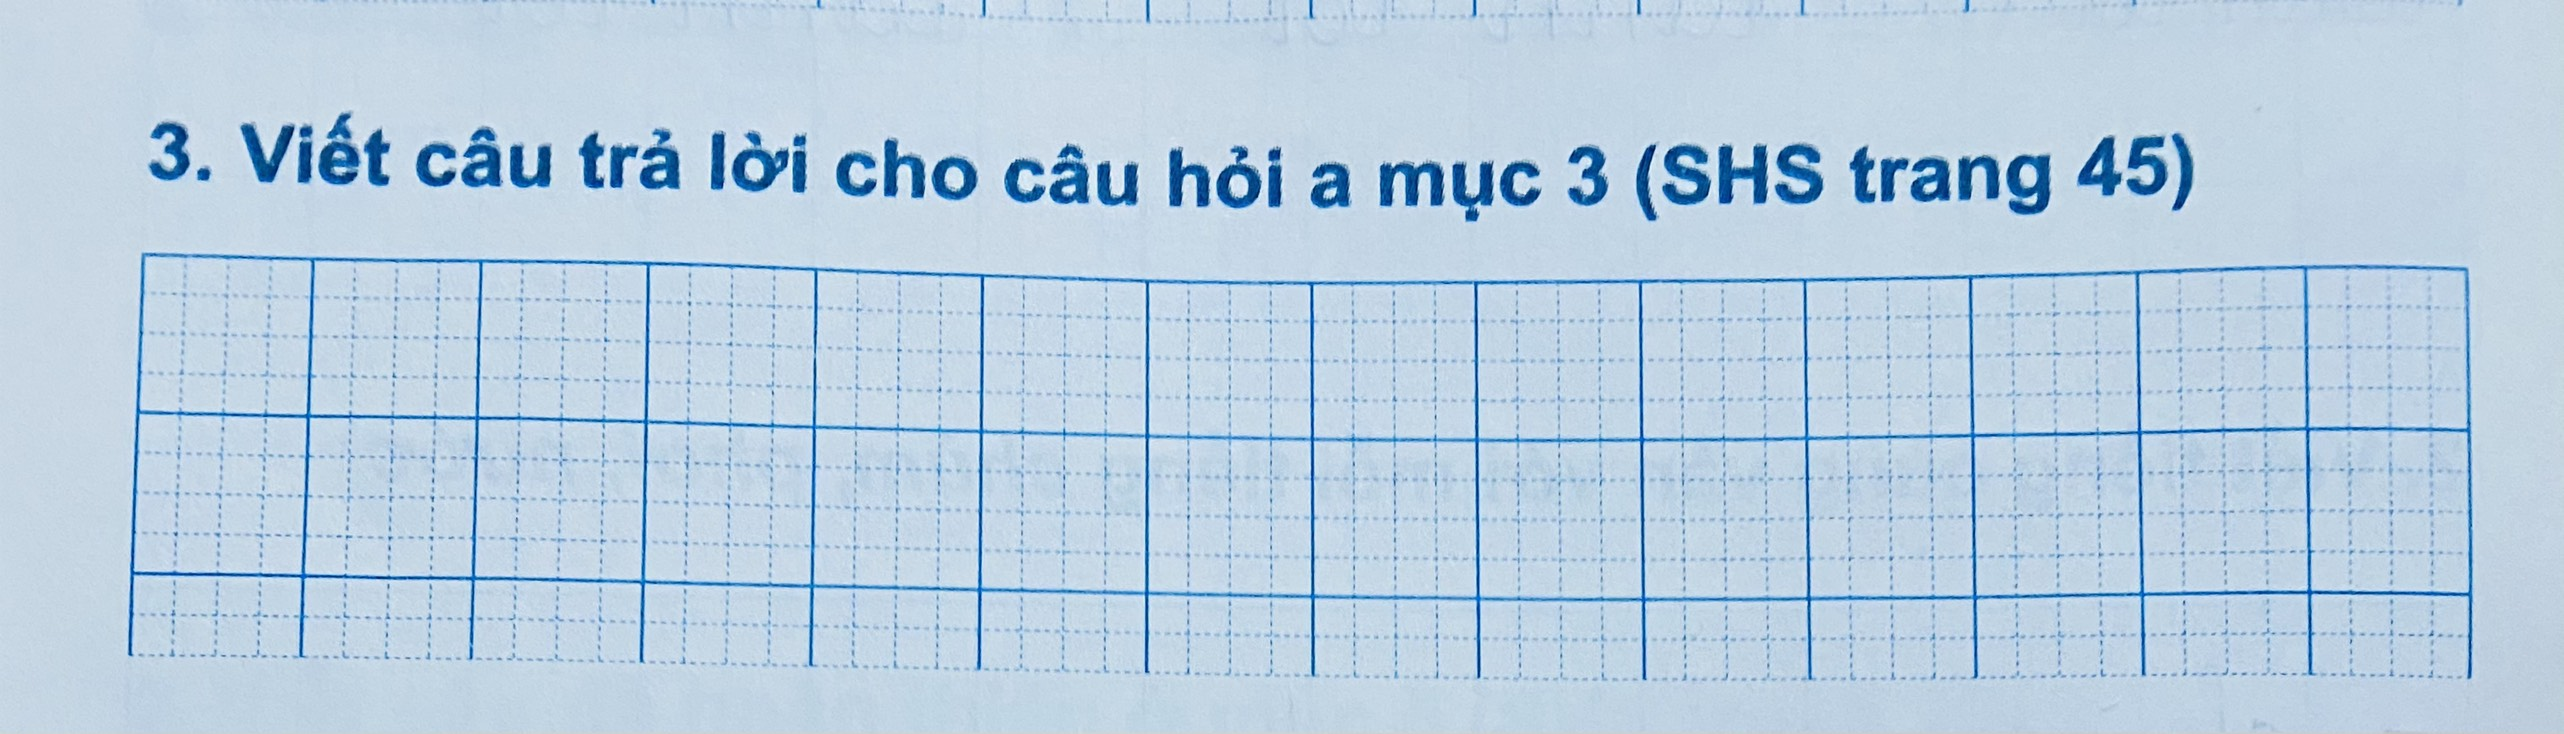 3. Viết câu trả lời cho câu hỏi a mục 3 (SHS trang 45)